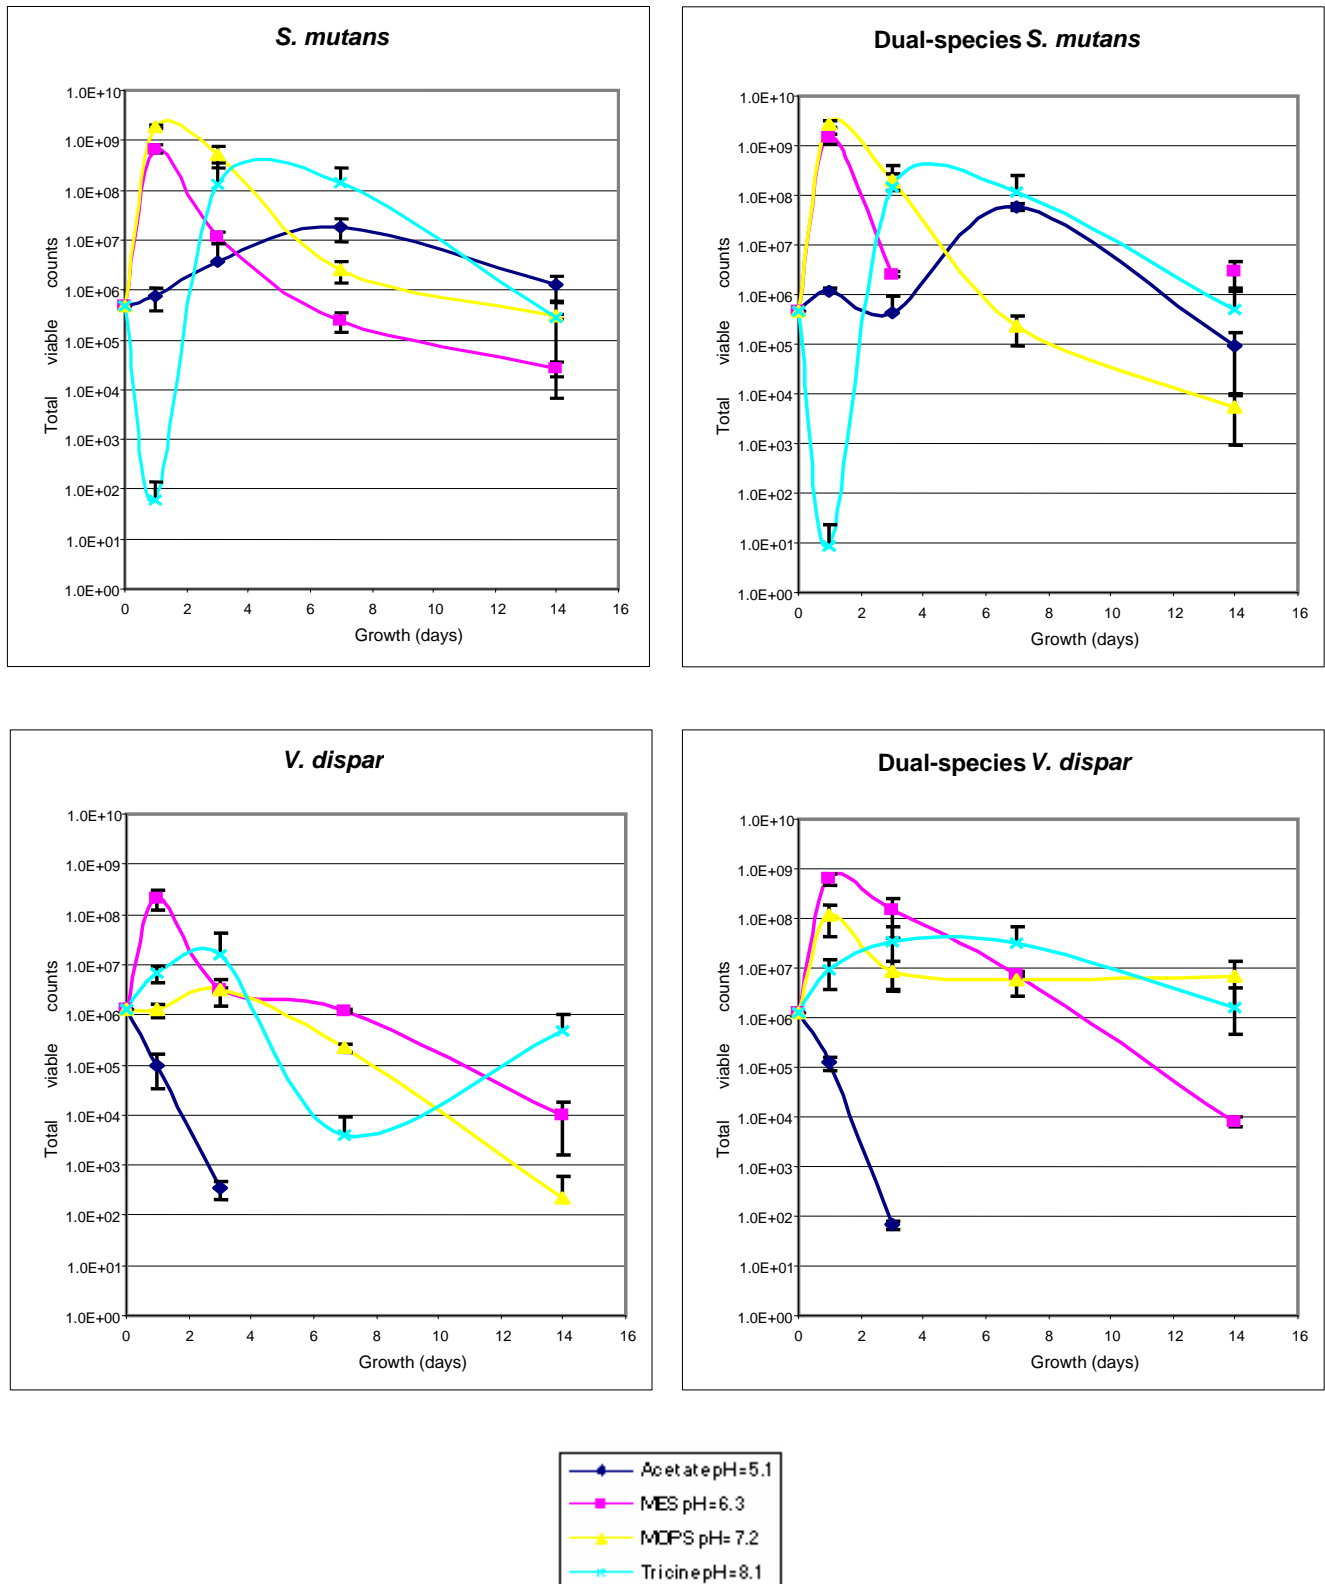 S. mutans
1.0E+10
1.0E+09
1.0E+08
1.0E+07
1.0E+06
1.0E+05
1.0E+04
1.0E+03
1.0E+02
1.0E+01
1.0E+00
Total viable counts
0 2 4 6 8 10 12 14 16
Growth (days)
Dual-species S. mutans
1.0E+10
1.0E+09
1.0E+08
1.0E+07
1.0E+06
1.0E+05
1.0E+04
1.0E+03
1.0E+02
1.0E+01
1.0E+00
Total viable counts
0 2 4 6 8 10 12 14 16
Growth (days)
V. dispar
1.0E+10
1.0E+09
1.0E+08
1.0E+07
1.0E+06
1.0E+05
1.0E+04
1.0E+03
1.0E+02
1.0E+01
1.0E+00
Total viable counts
0 2 4 6 8 10 12 14 16
Growth (days)
Dual-species V. dispar
1.0E+10
1.0E+09
1.0E+08
1.0E+07
1.0E+06
1.0E+05
1.0E+04
1.0E+03
1.0E+02
1.0E+01
1.0E+00
Total viable counts
0 2 4 6 8 10 12 14 16
Growth (days)
Acetate pH=5.1
MES pH=6.3
MOPS pH=7.2
Tricine pH=8.1